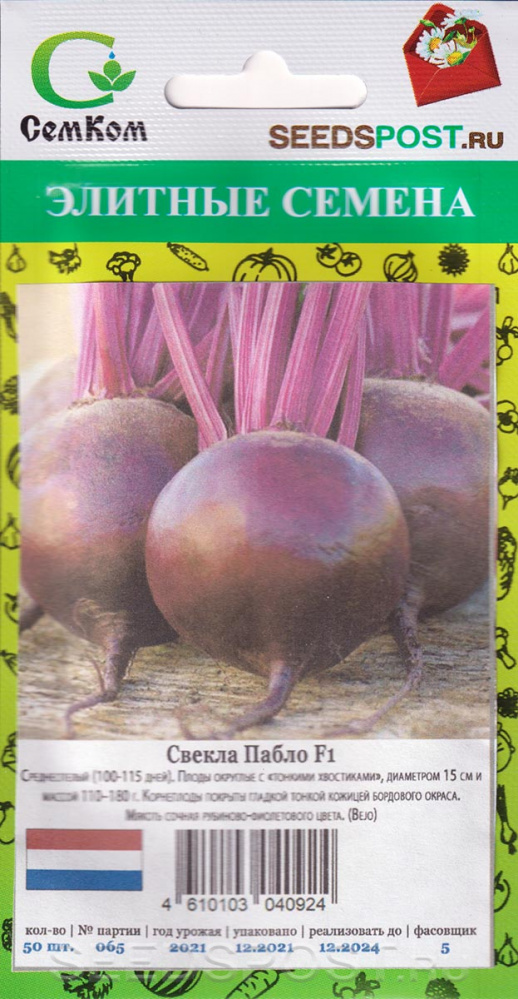 СемКом
SEEDSPOST.RU
ЭЛИТНЫЕ СЕМЕНА
Свекла Пабло F1
Среднеспелый (100-115 дней). Плоды округлые с «тонкими хвостиками», диаметром 15 см и
массой 110–180 г. Корнеплоды покрыты гладкой тонкой кожицей бордового окраса.
Мякоть сочная рубиново-фиолетового цвета. (Bejo)
4 610103 040924
кол-во | № партии | год урожая | упаковано | реализовать до | фасовщик
50 шт. 065 2021 12.2021 12.2024 5
SEEDSPOST.RU